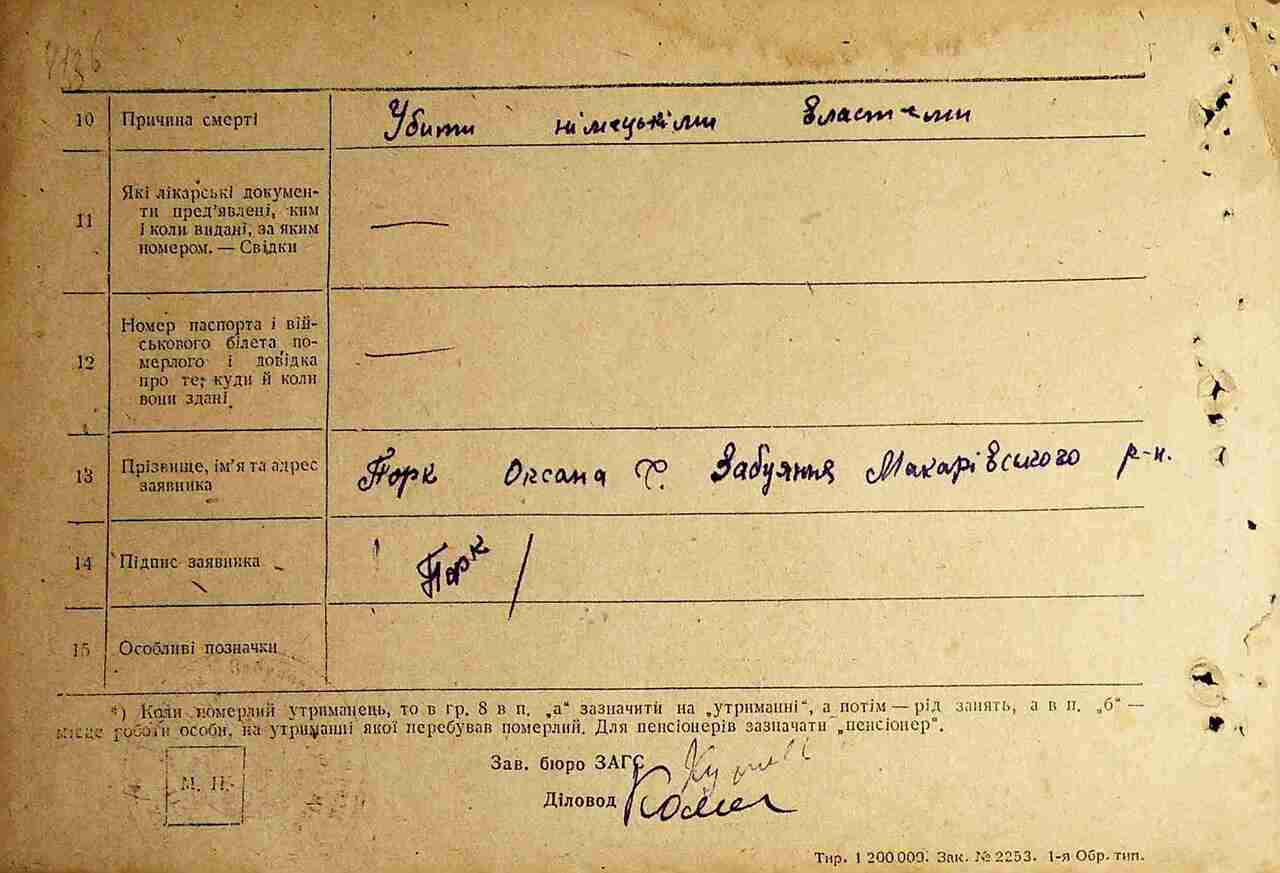 10 Причина смерті Убити німецькіми властями
Які лікарські докумен-
ти пред'явлені, ким
11 і коли видані, за яким
номером. — Свідки
Номер паспорта і вій-
ськового білета по-
12 мерлого і довідка
про те, куди й коли
вони здані
13 Прізвище, ім'я та адрес Порк Оксана с. Забуяння Макарівського р-н.
заявника
14 Підпис заявника Порк
15 Особливі позначки
*) Коли померлий утриманець, то в гр. 8 в п. „а" зазначити на „утриманні", а потім — рід занять, а в п. „б" —
місце роботи особи, на утриманні якої перебував померлий. Для пенсіонерів зазначати „пенсіонер".
Зав. бюро ЗАГС
М. П.
Діловод
Тир. 1 200 000. Зак. № 2253. 1-я Обр. тип.